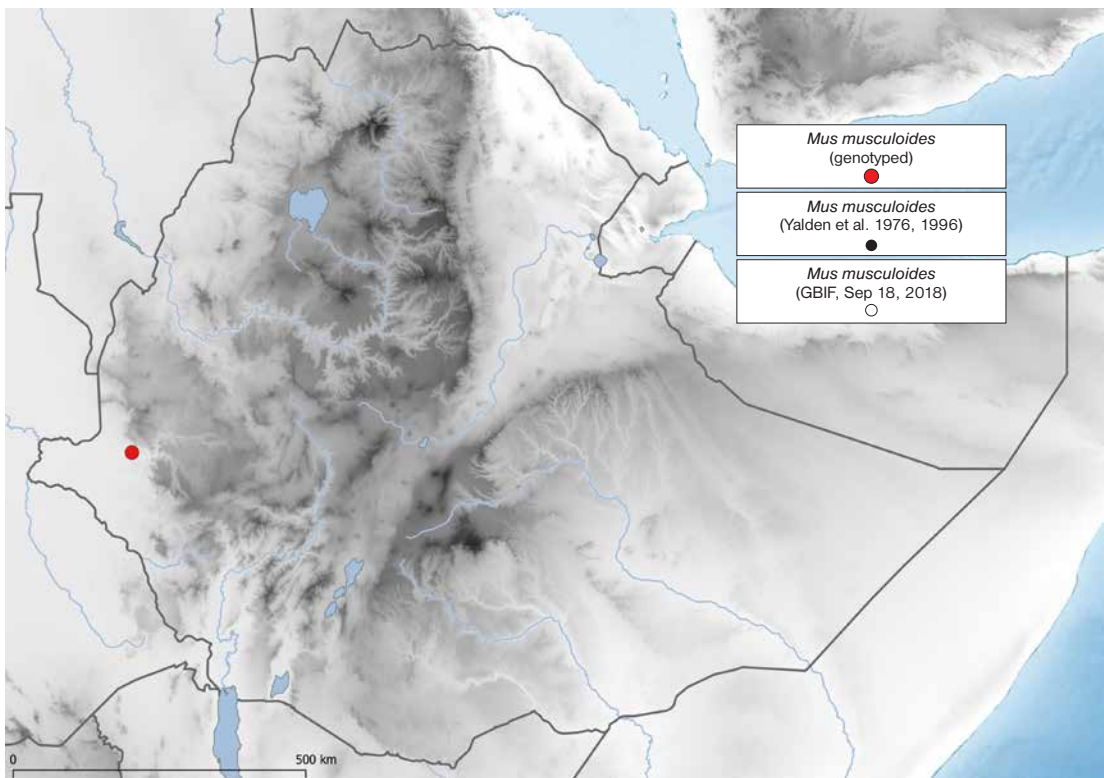 Mus musculoides
(genotyped)
Mus musculoides
(Yalden et al. 1976, 1996)
Mus musculoides
(GBIF, Sep 18, 2018)
0
500 km